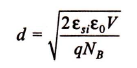 d = √(2ε_si ε_0 V / qN_B)